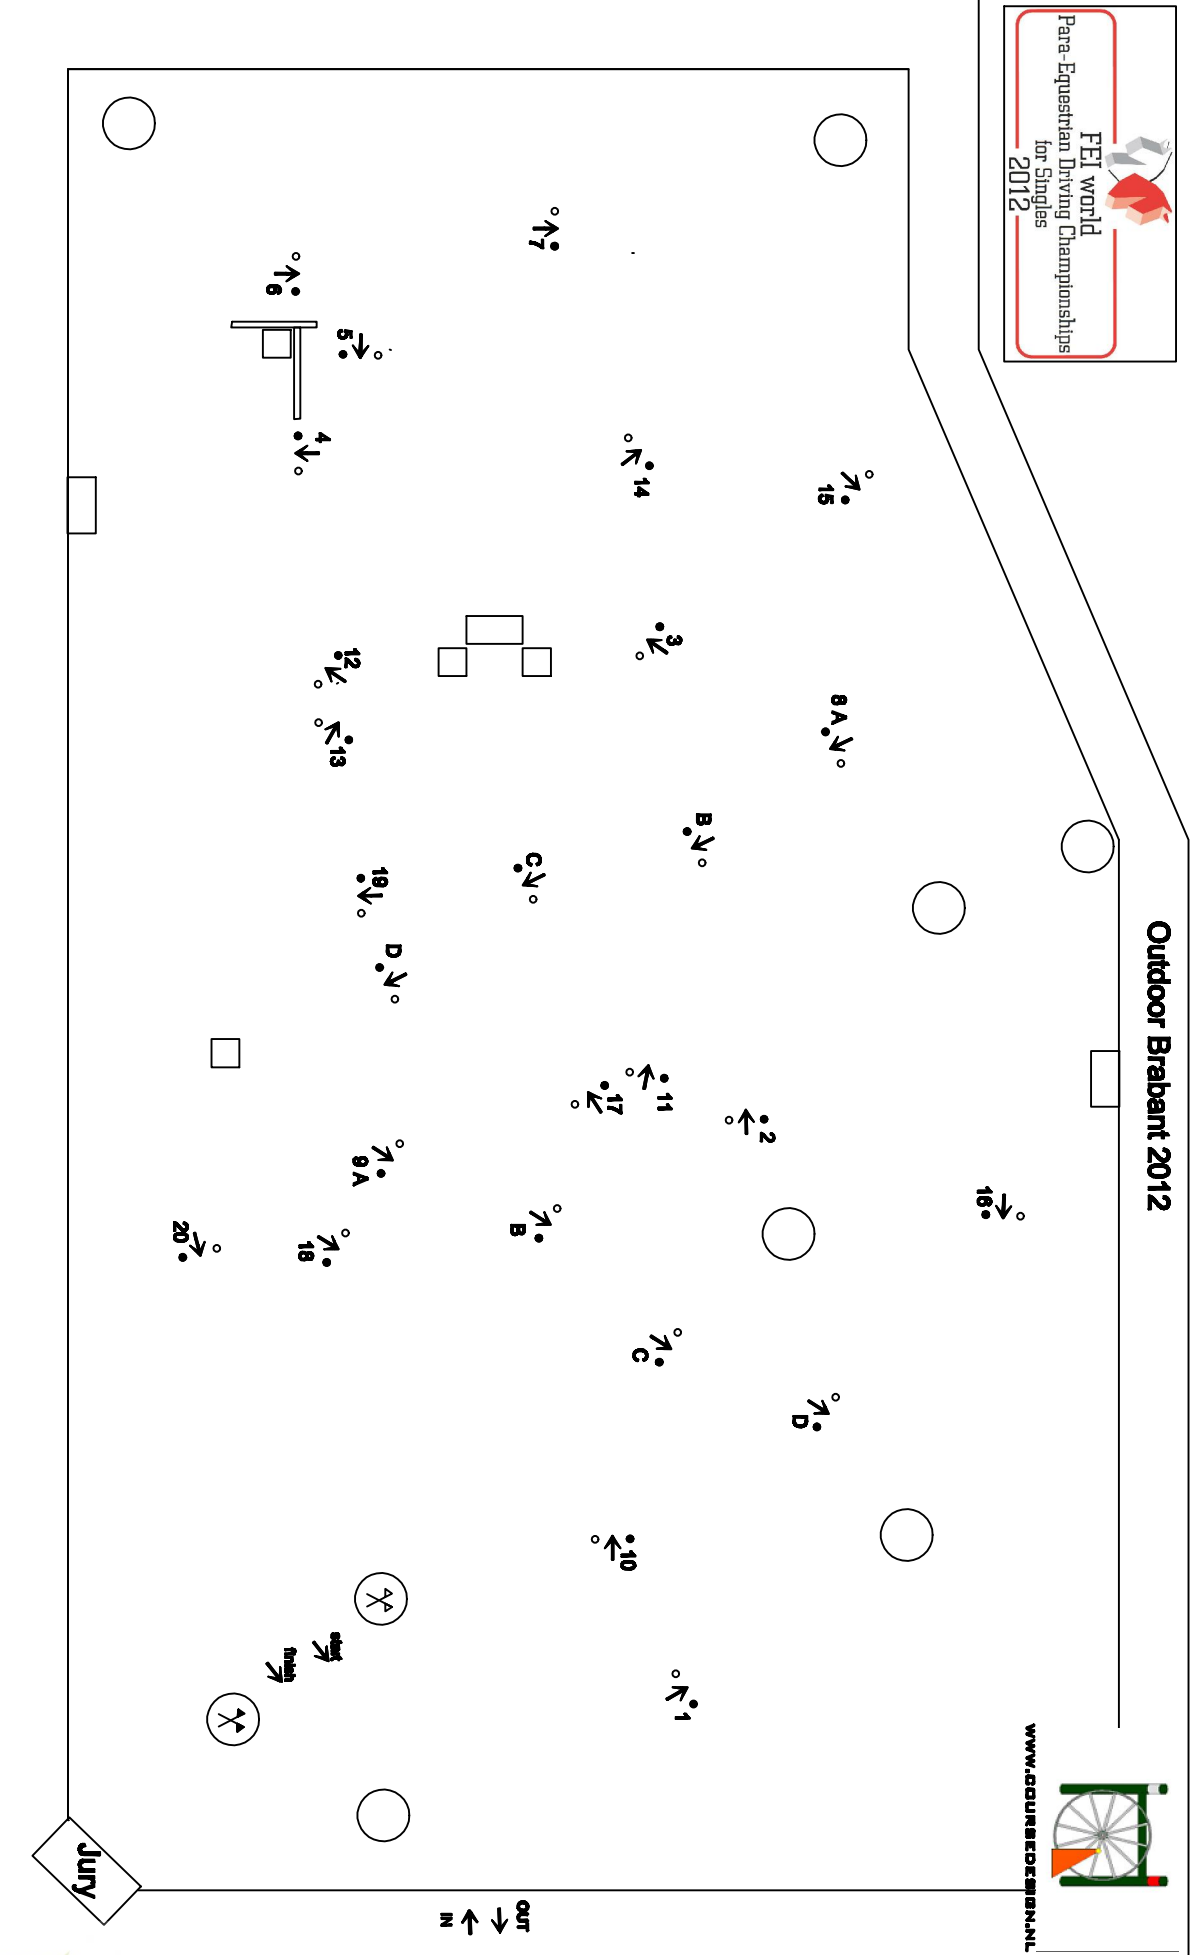 FEI world
Para-Equestrian Driving Championships
for Singles
2012
Outdoor Brabant 2012
7
6
5
4
14
15
3
12
13
8 A
B
C
19
D
11
17
2
16
9 A
B
18
20
C
D
10
start
finish
1
Jury
OUT
IN
WWW.COURSEDESIGN.NL